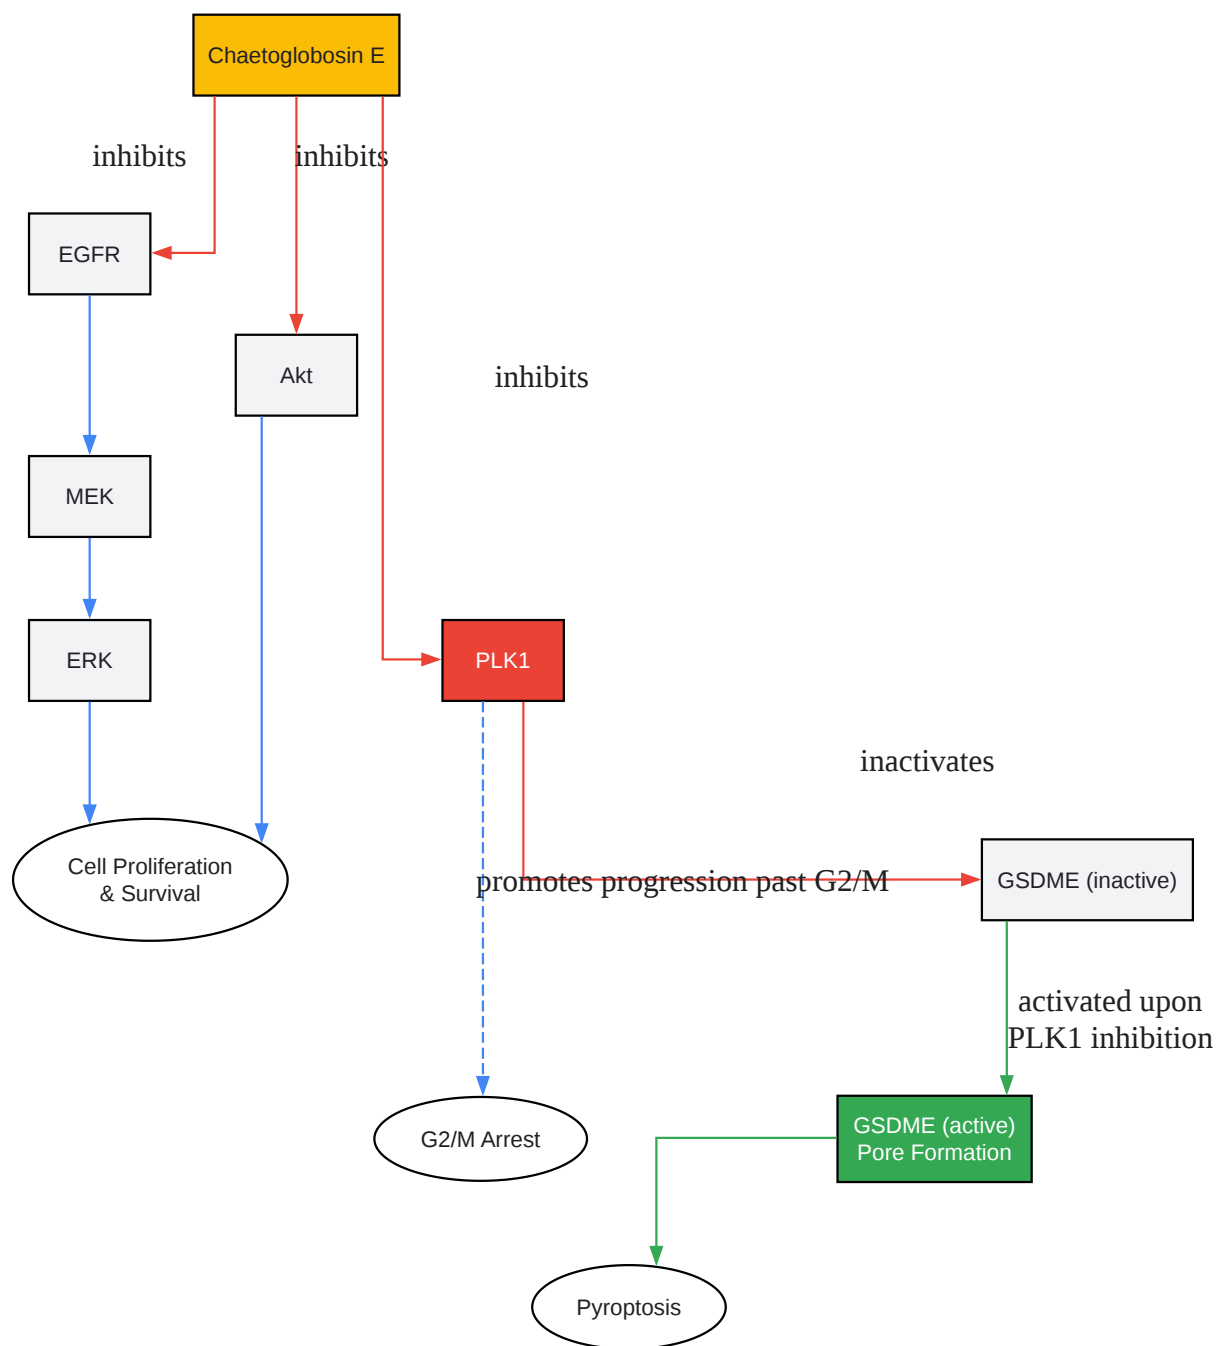 Chaetoglobosin E
inhibits
inhibits
EGFR
Akt
inhibits
MEK
ERK
PLK1
inactivates
Cell Proliferation
& Survival
promotes progression past G2/M
GSDME (inactive)
activated upon
PLK1 inhibition
G2/M Arrest
GSDME (active)
Pore Formation
Pyroptosis